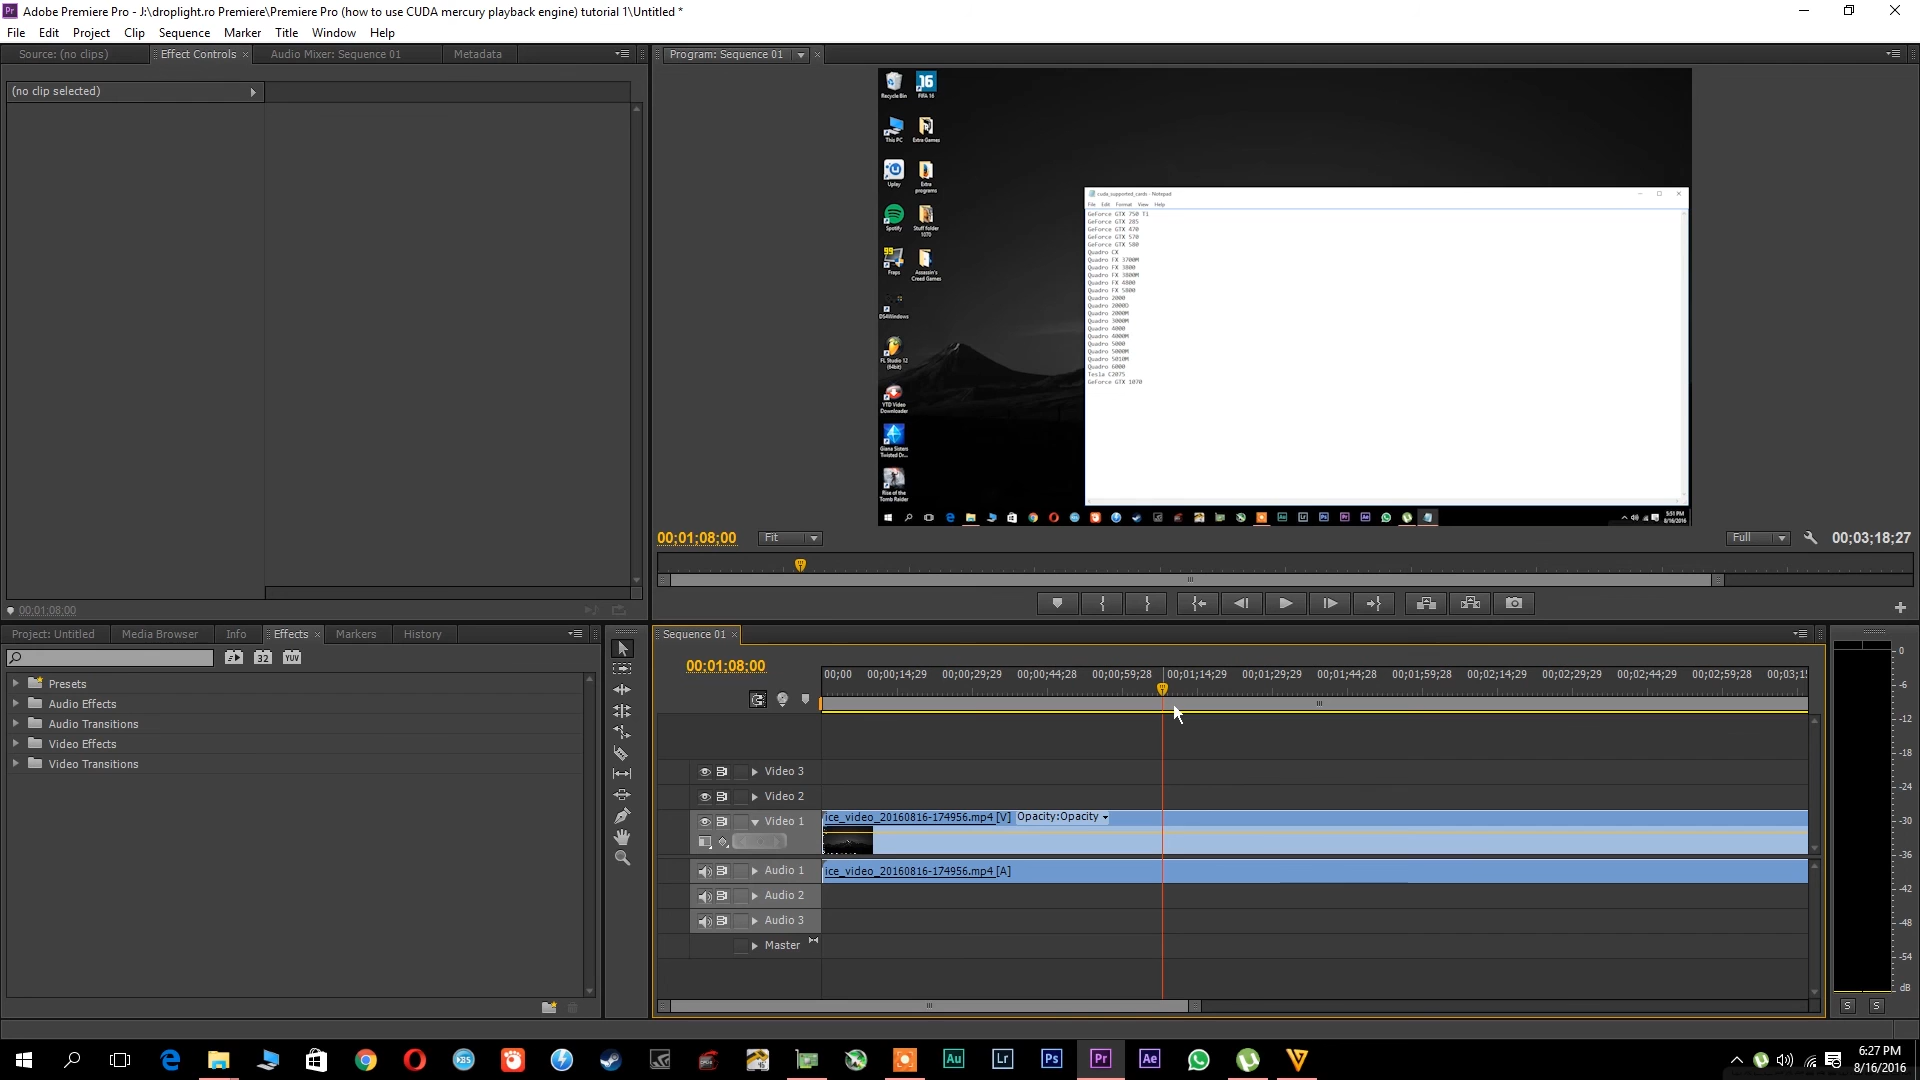 Adobe Premiere Pro - J:\droplight.ro Premiere\Premiere Pro (how to use CUDA mercury playback engine) tutorial 1\Untitled *
File Edit Project Clip Sequence Marker Title Window Help
Source: (no clips) Effect Controls Audio Mixer: Sequence 01 Metadata
Program: Sequence 01
(no clip selected)
Recycle Bin
16
FIFA 16
This PC
Extra Games
Uplay
Extra programs
Spotify
Stuff folder 1070
99
Fraps
Assassin's Creed Games
DS4Windows
FL Studio 12 (64bit)
VTD Video Downloader
Giana Sisters Twisted Dr...
Rise of the Tomb Raider
cuda_supported_cards - Notepad
File Edit Format View Help
GeForce GTX 750 Ti
GeForce GTX 285
GeForce GTX 470
GeForce GTX 570
GeForce GTX 580
Quadro CX
Quadro FX 3700M
Quadro FX 3800
Quadro FX 3800M
Quadro FX 4800
Quadro FX 5800
Quadro 2000
Quadro 2000D
Quadro 2000M
Quadro 3000M
Quadro 4000
Quadro 4000M
Quadro 5000
Quadro 5000M
Quadro 5010M
Quadro 6000
Tesla C2075
GeForce GTX 1070
5:51 PM
8/16/2016
00;01;08;00 Fit Full 00;03;18;27
00;01;08;00
Project: Untitled Media Browser Info Effects Markers History
32 YUV
Presets
Audio Effects
Audio Transitions
Video Effects
Video Transitions
Sequence 01
00;01;08;00
00;00 00;00;14;29 00;00;29;29 00;00;44;28 00;00;59;28 00;01;14;29 00;01;29;29 00;01;44;28 00;01;59;28 00;02;14;29 00;02;29;29 00;02;44;29 00;02;59;28 00;03;1
Video 3
Video 2
Video 1
ice_video_20160816-174956.mp4 [V] Opacity:Opacity
Audio 1
ice_video_20160816-174956.mp4 [A]
Audio 2
Audio 3
Master
0
-6
-12
-18
-24
-30
-36
-42
-48
-54
dB
S S
Au Lr Ps Pr Ae
6:27 PM
8/16/2016